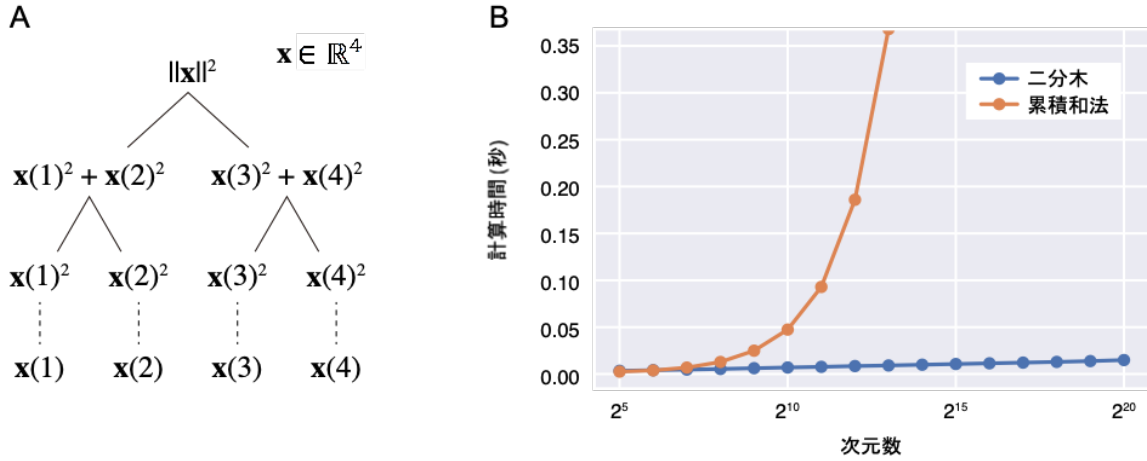 A
𝐱 ∈ ℝ⁴
||𝐱||²
𝐱(1)² + 𝐱(2)² 𝐱(3)² + 𝐱(4)²
𝐱(1)² 𝐱(2)² 𝐱(3)² 𝐱(4)²
𝐱(1) 𝐱(2) 𝐱(3) 𝐱(4)
B
二分木
累積和法
計算時間 (秒)
0.35
0.30
0.25
0.20
0.15
0.10
0.05
0.00
2⁵ 2¹⁰ 2¹⁵ 2²⁰
次元数